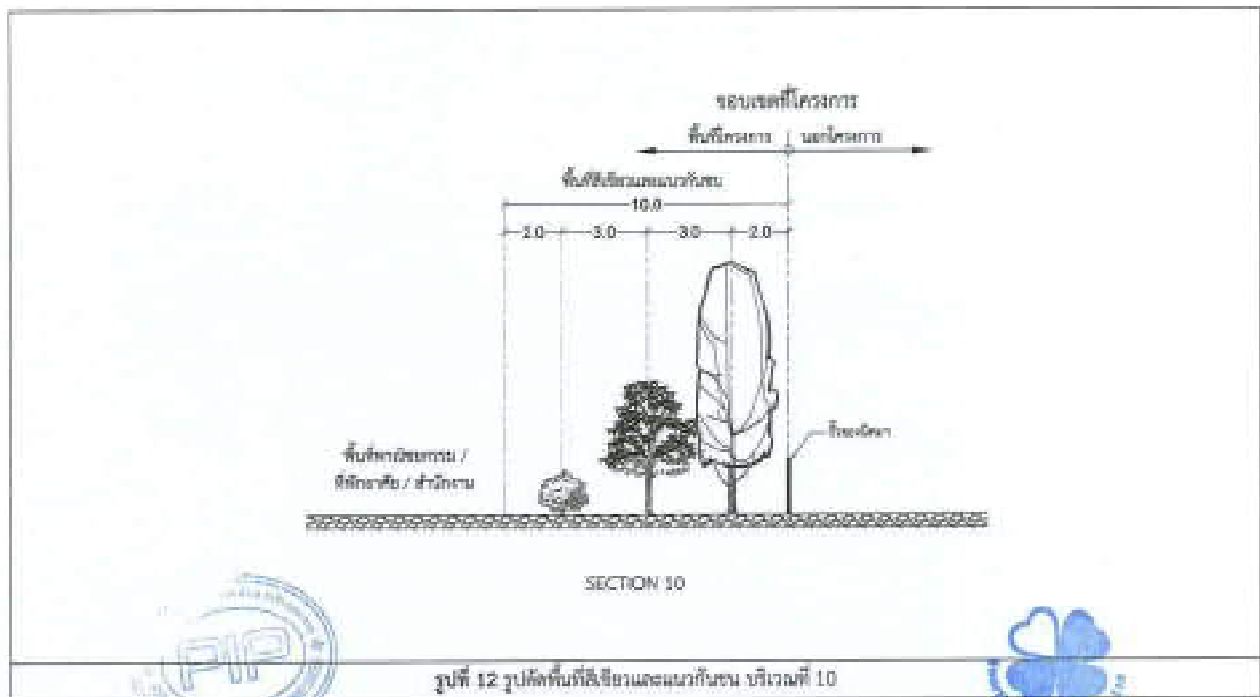 ขอบเขตที่โครงการ
พื้นที่โครงการ นอกโครงการ
พื้นที่สีเขียวและแนวกันชน
10.0
2.0 3.0 3.0 2.0
พื้นที่พาณิชยกรรม /
ที่พักอาศัย / สำนักงาน
SECTION 10
PIP
รูปที่ 12 รูปตัดพื้นที่สีเขียวและแนวกันชน บริเวณที่ 10